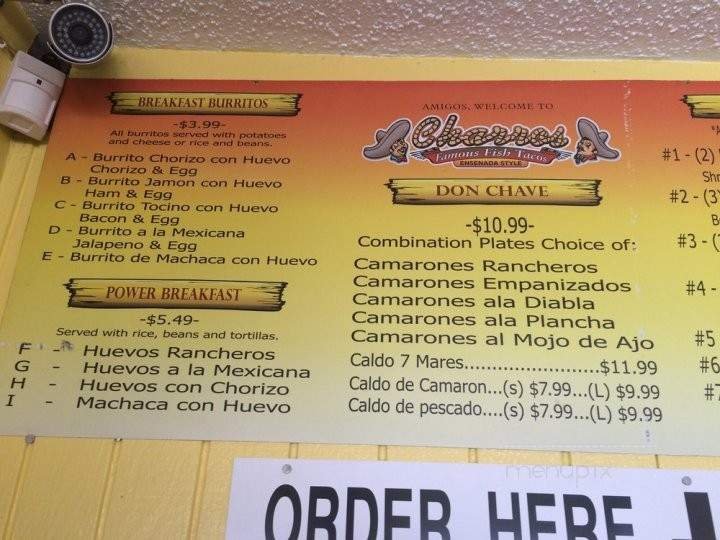 BREAKFAST BURRITOS
-$3.99-
All burritos served with potatoes
and cheese or rice and beans.
A - Burrito Chorizo con Huevo
Chorizo & Egg
B - Burrito Jamon con Huevo
Ham & Egg
C - Burrito Tocino con Huevo
Bacon & Egg
D - Burrito a la Mexicana
Jalapeno & Egg
E - Burrito de Machaca con Huevo
POWER BREAKFAST
-$5.49-
Served with rice, beans and tortillas.
F - Huevos Rancheros
G - Huevos a la Mexicana
H - Huevos con Chorizo
I - Machaca con Huevo
AMIGOS, WELCOME TO
Charros
Famous Fish Tacos
ENSENADA STYLE
DON CHAVE
-$10.99-
Combination Plates Choice of:
Camarones Rancheros
Camarones Empanizados
Camarones ala Diabla
Camarones ala Plancha
Camarones al Mojo de Ajo
Caldo 7 Mares.............................$11.99
Caldo de Camaron...(s) $7.99...(L) $9.99
Caldo de pescado....(s) $7.99...(L) $9.99
#1 - (2)
#2 - (3
#3 - (
#4 -
#5
#6
menupix
ORDER HERE